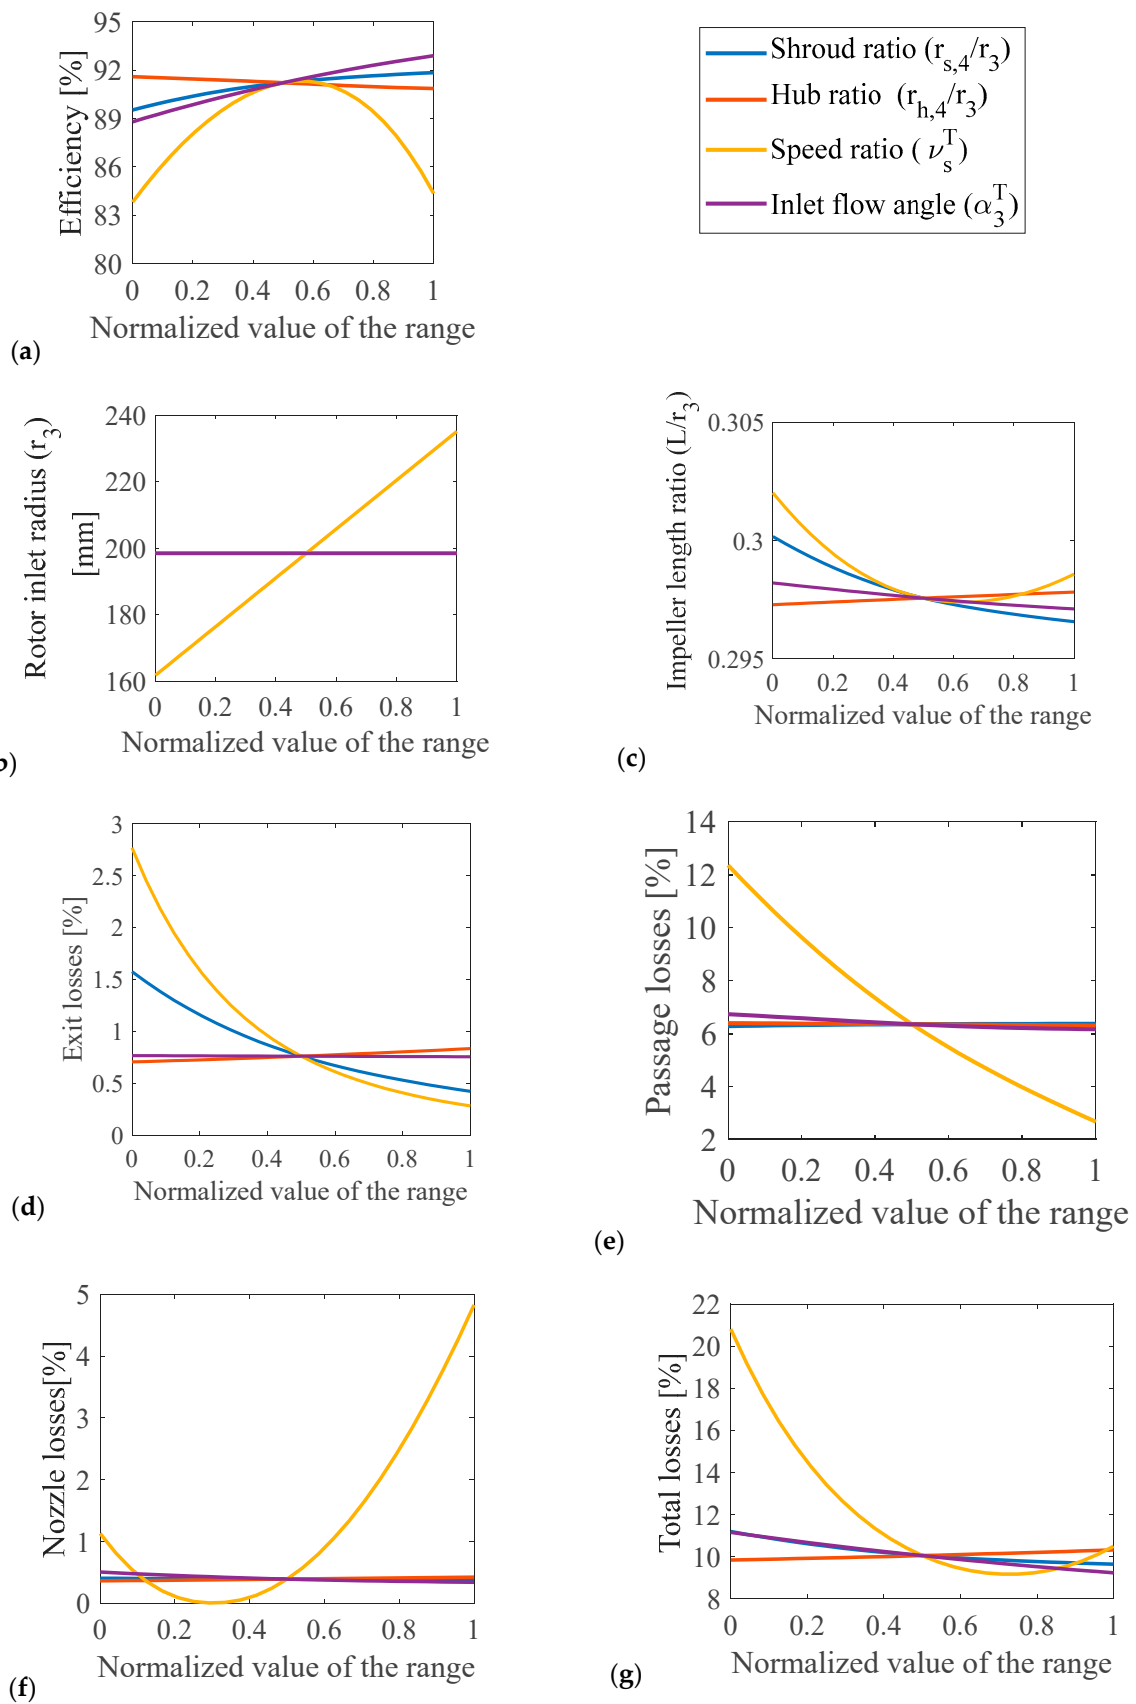 95
92
89
86
83
80
Efficiency [%]
0 0.2 0.4 0.6 0.8 1
Normalized value of the range
(a)
Shroud ratio (r_s,4/r_3)
Hub ratio (r_h,4/r_3)
Speed ratio (ν_s^T)
Inlet flow angle (α_3^T)
240
220
200
180
160
Rotor inlet radius (r_3)
[mm]
0 0.2 0.4 0.6 0.8 1
Normalized value of the range
b)
0.305
0.3
0.295
Impeller length ratio (L/r_3)
0 0.2 0.4 0.6 0.8 1
Normalized value of the range
(c)
3
2.5
2
1.5
1
0.5
0
Exit losses [%]
0 0.2 0.4 0.6 0.8 1
Normalized value of the range
(d)
14
12
10
8
6
4
2
Passage losses [%]
0 0.2 0.4 0.6 0.8 1
Normalized value of the range
(e)
5
4
3
2
1
0
Nozzle losses[%]
0 0.2 0.4 0.6 0.8 1
Normalized value of the range
(f)
22
20
18
16
14
12
10
8
Total losses [%]
0 0.2 0.4 0.6 0.8 1
Normalized value of the range
(g)